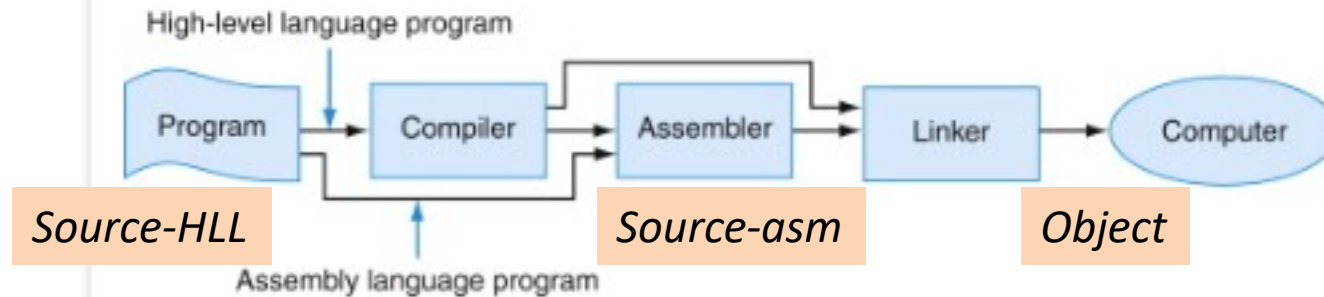 High-level language program
Program
Compiler
Assembler
Linker
Computer
Source-HLL
Source-asm
Object
Assembly language program